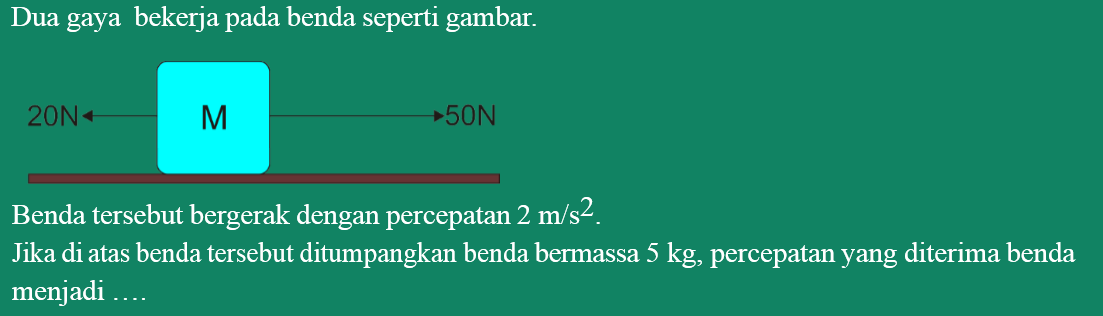 Dua gaya bekerja pada benda seperti gambar.
20N M 50N
Benda tersebut bergerak dengan percepatan 2 m/s2.
Jika di atas benda tersebut ditumpangkan benda bermassa 5 kg, percepatan yang diterima benda
menjadi ….